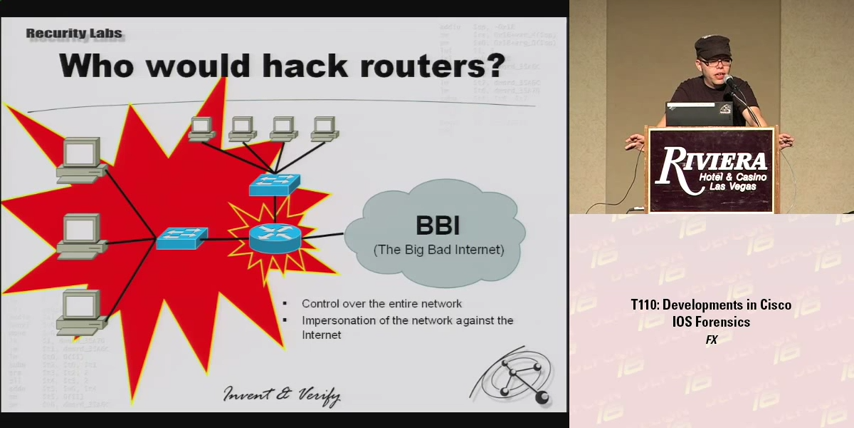 Recurity Labs
Who would hack routers?
BBI
(The Big Bad Internet)
Control over the entire network
Impersonation of the network against the
Internet
Invent & Verify
RIVIERA
Hotel & Casino
Las Vegas
T110: Developments in Cisco
IOS Forensics
FX